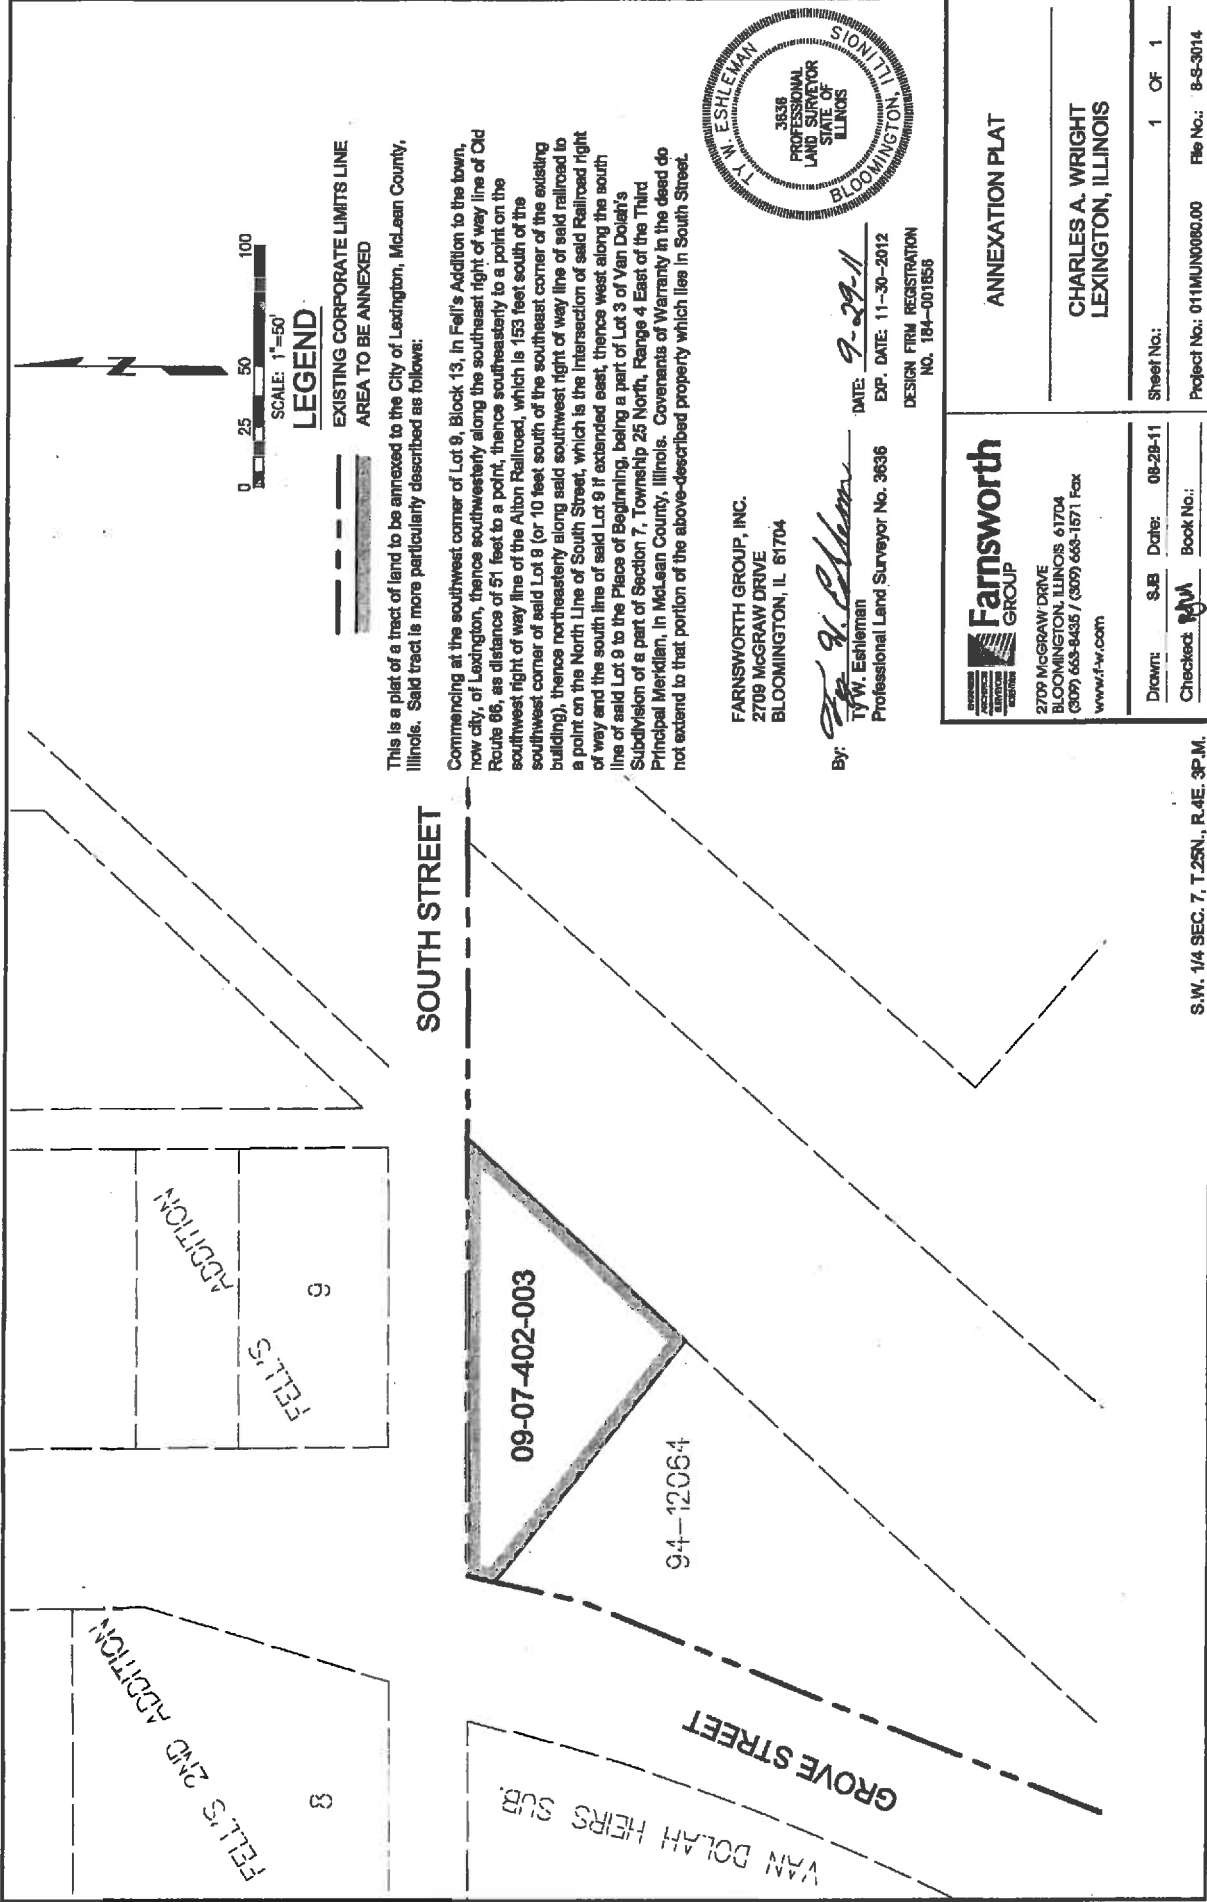 FELL'S 2ND ADDITION
8
FELL'S ADDITION
9
VAN DOLAH HEIRS SUB.
GROVE STREET
SOUTH STREET
09-07-402-003
94-12064
N
0 25 50 100
SCALE: 1"=50'
LEGEND
EXISTING CORPORATE LIMITS LINE
AREA TO BE ANNEXED
This is a plat of a tract of land to be annexed to the City of Lexington, McLean County,
Illinois. Said tract is more particularly described as follows:
Commencing at the southwest corner of Lot 9, Block 13, in Fell's Addition to the town,
now city, of Lexington, thence southwesterly along the southeast right of way line of Old
Route 66, as distance of 51 feet to a point, thence southeasterly to a point on the
southwest right of way line of the Alton Railroad, which is 153 feet south of the
southwest corner of said Lot 9 (or 10 feet south of the southeast corner of the existing
building), thence northeasterly along said southwest right of way line of said railroad to
a point on the North Line of South Street, which is the intersection of said Railroad right
of way and the south line of said Lot 9 if extended east, thence west along the south
line of said Lot 9 to the Place of Beginning, being a part of Lot 3 of Van Dolah's
Subdivision of a part of Section 7, Township 25 North, Range 4 East of the Third
Principal Meridian, in McLean County, Illinois. Covenants of Warranty in the deed do
not extend to that portion of the above-described property which lies in South Street.
FARNSWORTH GROUP, INC.
2709 McGRAW DRIVE
BLOOMINGTON, IL 61704
By: Ty W. Eshleman
DATE: 9-29-11
Ty W. Eshleman
Professional Land Surveyor No. 3636
EXP. DATE: 11-30-2012
DESIGN FIRM REGISTRATION
NO. 184-001856
TY W. ESHLEMAN
3636
PROFESSIONAL
LAND SURVEYOR
STATE OF
ILLINOIS
BLOOMINGTON, ILLINOIS
ENGINEERS
ARCHITECTS
SURVEYORS
SCIENTISTS
Farnsworth
GROUP
2709 McGRAW DRIVE
BLOOMINGTON, ILLINOIS 61704
(309) 663-8435 / (309) 663-1571 Fax
www.f-w.com
ANNEXATION PLAT
CHARLES A. WRIGHT
LEXINGTON, ILLINOIS
Drawn: SJB Date: 08-29-11 Sheet No.: 1 OF 1
Checked: Book No.: Project No.: 011MUN0080.00 File No.: 8-S-3014
S.W. 1/4 SEC. 7, T.25N., R.4E. 3P.M.